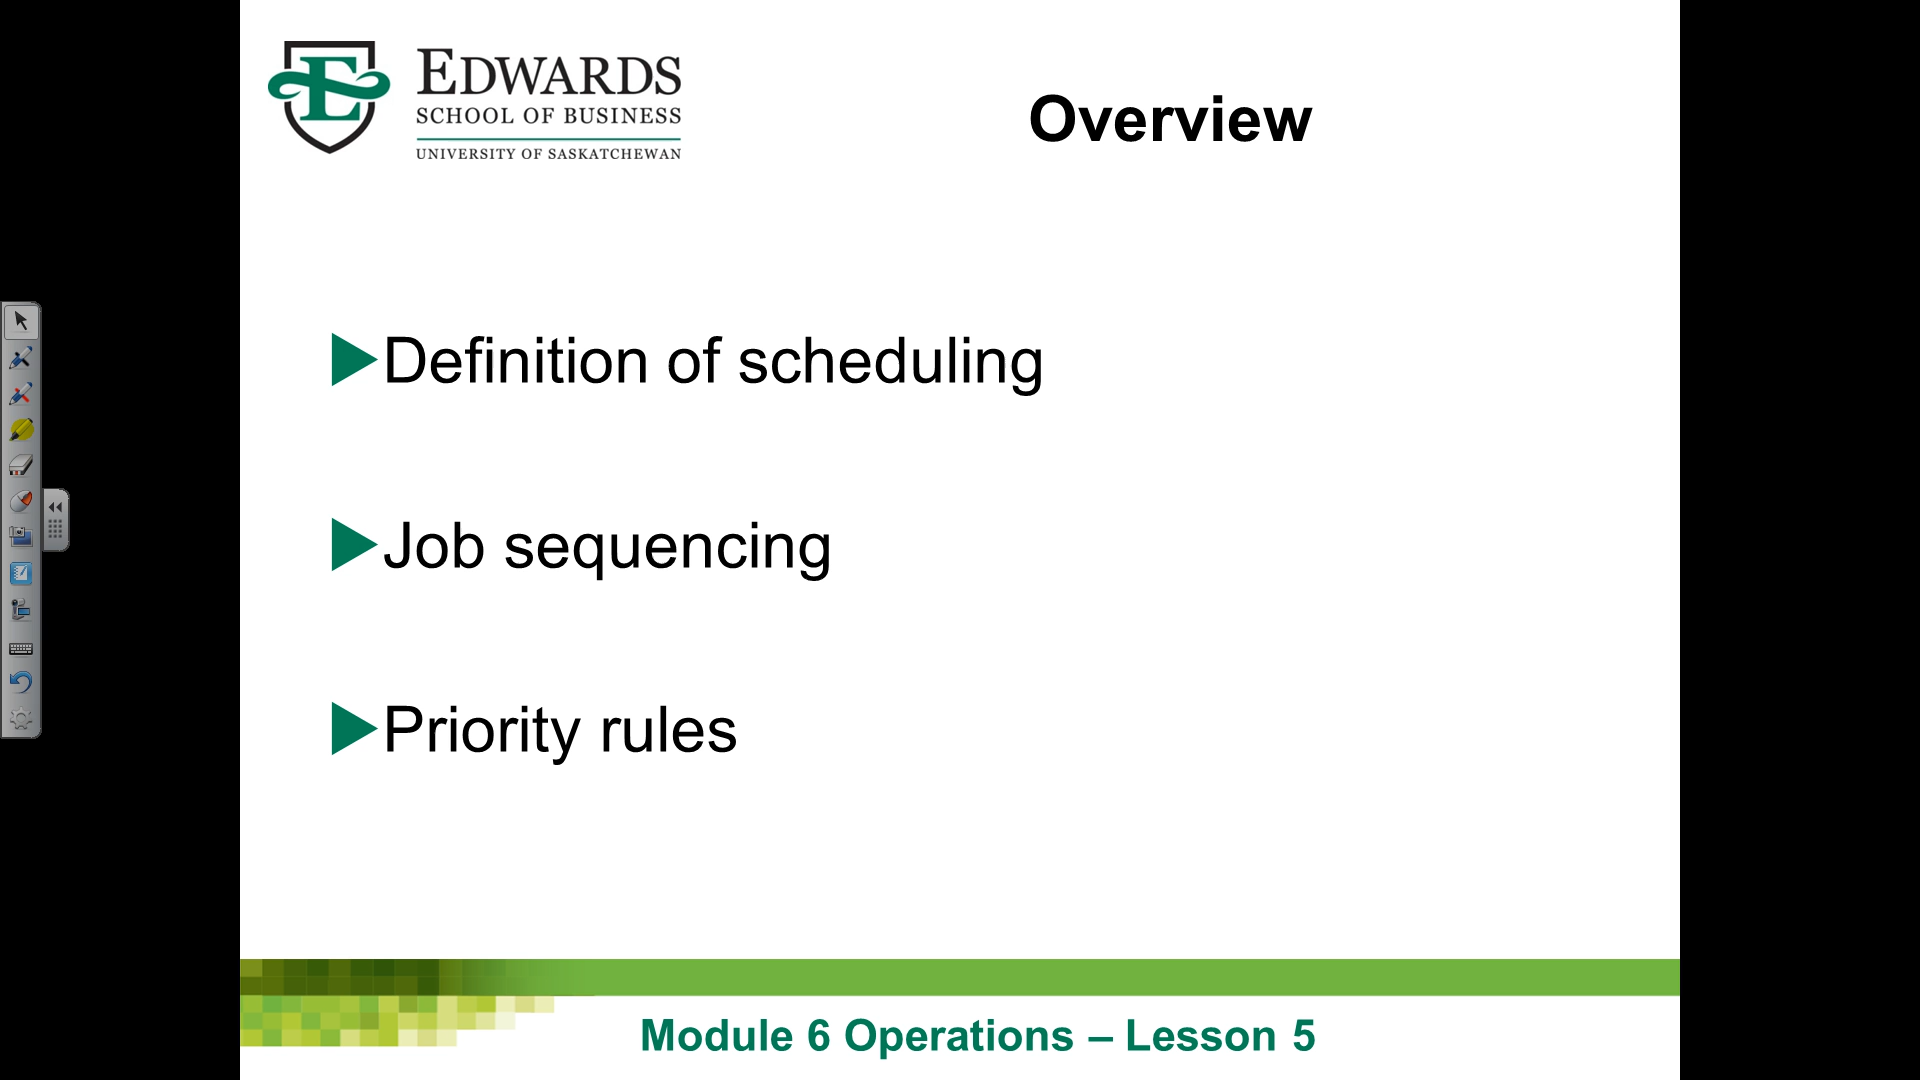 EDWARDS
SCHOOL OF BUSINESS
UNIVERSITY OF SASKATCHEWAN
Overview
Definition of scheduling
Job sequencing
Priority rules
Module 6 Operations – Lesson 5